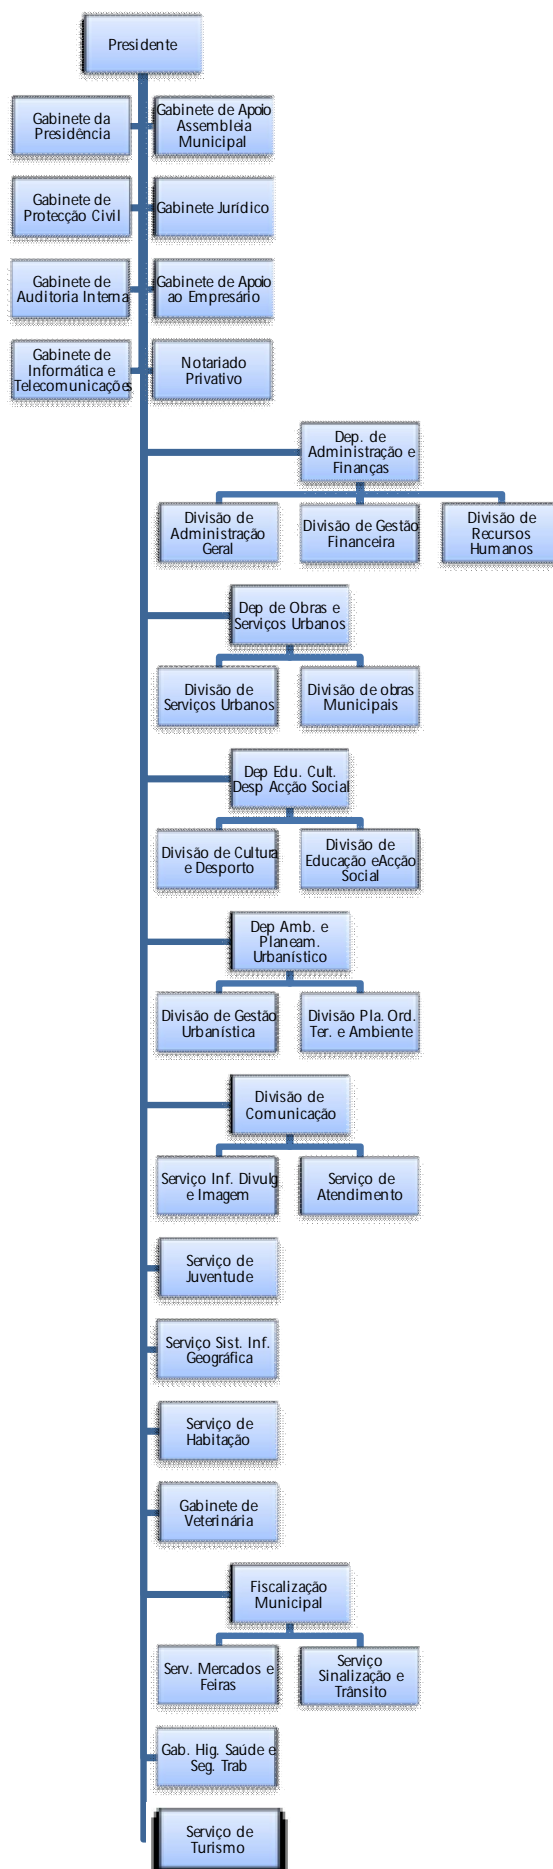 Presidente
Gabinete da
Presidência
Gabinete de Apoio
Assembleia
Municipal
Gabinete de
Protecção Civil
Gabinete Jurídico
Gabinete de
Auditoria Interna
Gabinete de Apoio
ao Empresário
Gabinete de
Informática e
Telecomunicações
Notariado
Privativo
Dep. de
Administração e
Finanças
Divisão de
Administração
Geral
Divisão de Gestão
Financeira
Divisão de
Recursos
Humanos
Dep de Obras e
Serviços Urbanos
Divisão de
Serviços Urbanos
Divisão de obras
Municipais
Dep Edu. Cult.
Desp Acção Social
Divisão de Cultura
e Desporto
Divisão de
Educação eAcção
Social
Dep Amb. e
Planeam.
Urbanístico
Divisão de Gestão
Urbanística
Divisão Pla. Ord.
Ter. e Ambiente
Divisão de
Comunicação
Serviço Inf. Divulg
e Imagem
Serviço de
Atendimento
Serviço de
Juventude
Serviço Sist. Inf.
Geográfica
Serviço de
Habitação
Gabinete de
Veterinária
Fiscalização
Municipal
Serv. Mercados e
Feiras
Serviço
Sinalização e
Trânsito
Gab. Hig. Saúde e
Seg. Trab
Serviço de
Turismo